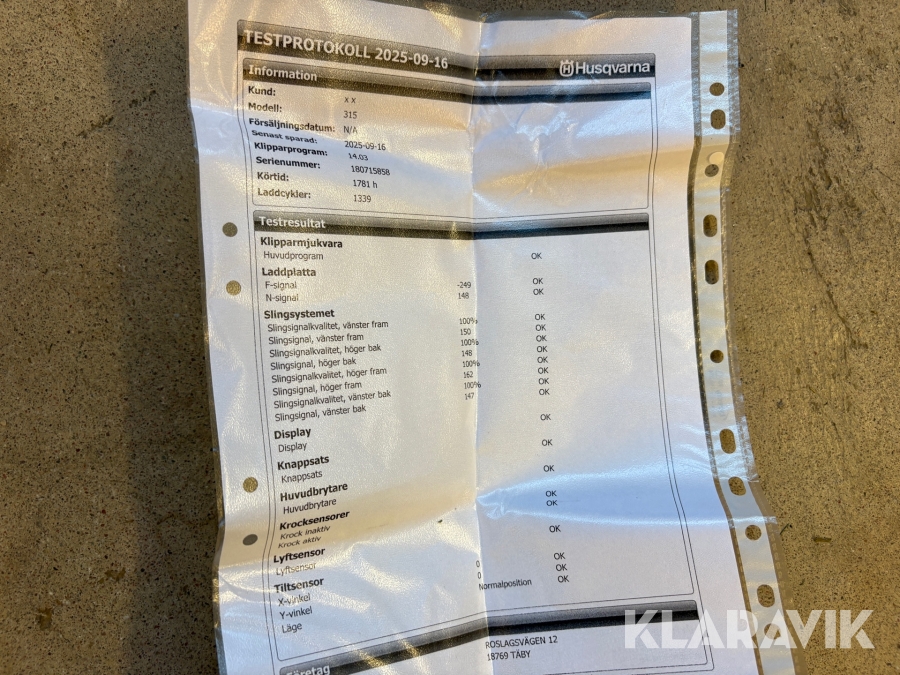 TESTPROTOKOLL 2025-09-16
Husqvarna
Information
Kund: X X
Modell: 315
Försäljningsdatum: N/A
Senast sparad: 2025-09-16
Klipparprogram: 14.03
Serienummer: 180715858
Körtid: 1781 h
Laddcykler: 1339
Testresultat
Klipparmjukvara
Huvudprogram OK
Laddplatta
F-signal -249 OK
N-signal 148 OK
Slingsystemet
Slingsignalkvalitet, vänster fram 100% OK
Slingsignal, vänster fram 150 OK
Slingsignalkvalitet, höger bak 100% OK
Slingsignal, höger bak 148 OK
Slingsignalkvalitet, höger fram 100% OK
Slingsignal, höger fram 162 OK
Slingsignalkvalitet, vänster bak 100% OK
Slingsignal, vänster bak 147 OK
Display
Display OK
Knappsats
Knappsats OK
Huvudbrytare
Huvudbrytare OK
Krocksensorer
Krock inaktiv OK
Krock aktiv OK
Lyftsensor
Lyftsensor OK
Tiltsensor
X-vinkel 0 OK
Y-vinkel 0 OK
Läge Normalposition OK
Företag
ROSLAGSVÄGEN 12
18769 TÄBY
KLARAVIK